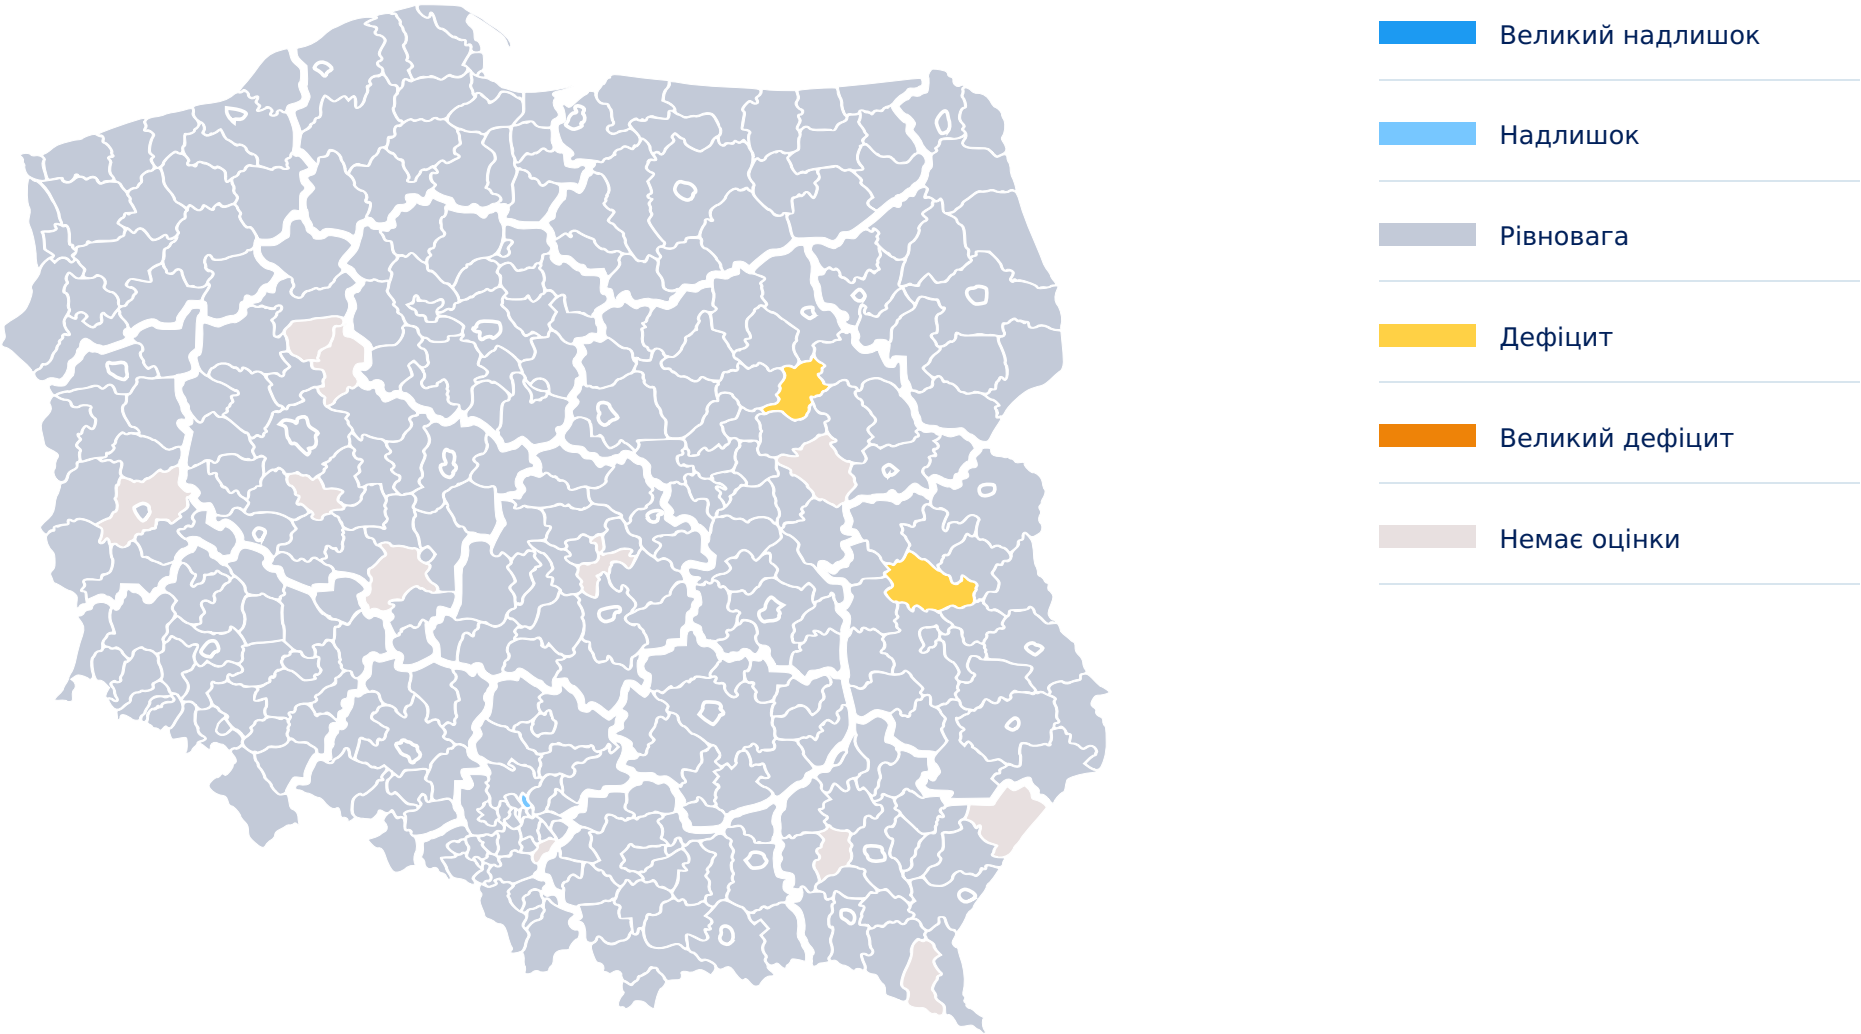 Великий надлишок
Надлишок
Рівновага
Дефіцит
Великий дефіцит
Немає оцінки